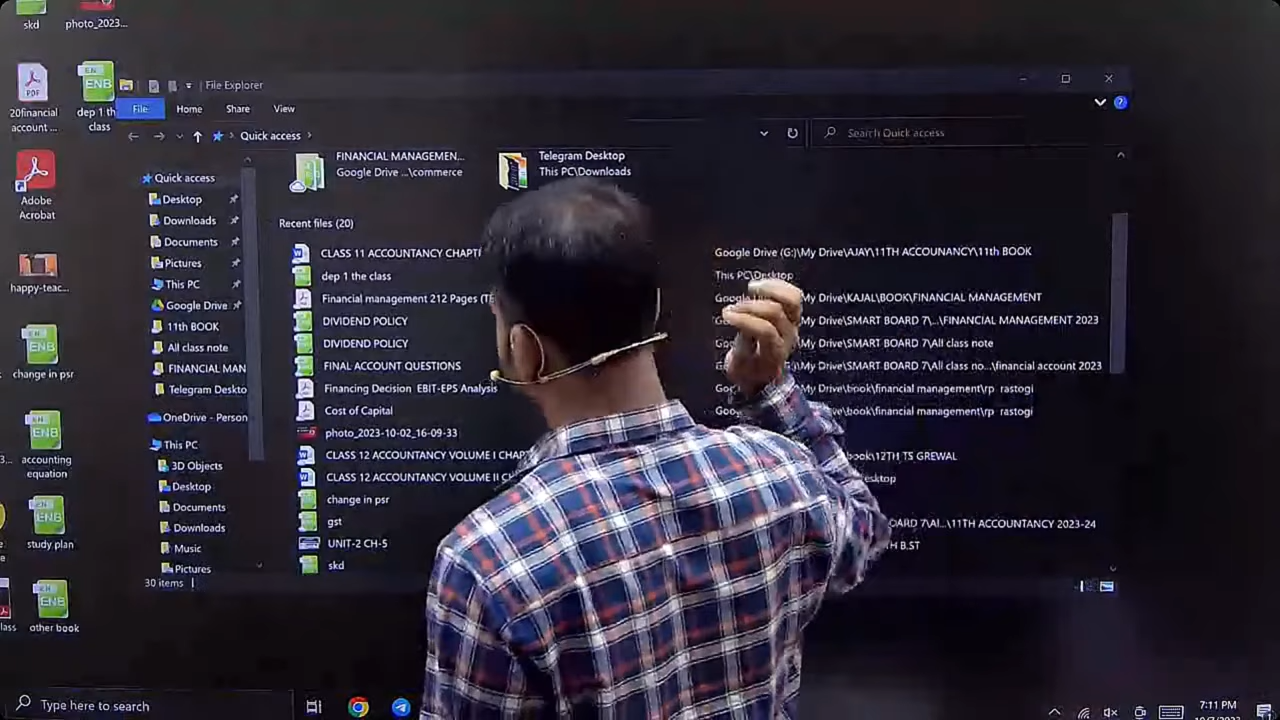 skd
photo_2023...
20financial
account ...
dep 1 th
class
Adobe
Acrobat
happy-teac...
change in psr
accounting
equation
study plan
other book
File Explorer
File Home Share View
Quick access
Search Quick access
Quick access
Desktop
Downloads
Documents
Pictures
This PC
Google Drive
11th BOOK
All class note
FINANCIAL MAN
Telegram Deskto
OneDrive - Person
This PC
3D Objects
Desktop
Documents
Downloads
Music
Pictures
30 items
FINANCIAL MANAGEMEN...
Google Drive ...\commerce
Telegram Desktop
This PC\Downloads
Recent files (20)
CLASS 11 ACCOUNTANCY CHAPT
Google Drive (G:)\My Drive\AJAY\11TH ACCOUNANCY\11th BOOK
dep 1 the class
This PC\Desktop
Financial management 212 Pages (T
My Drive\KAJAL\BOOK\FINANCIAL MANAGEMENT
DIVIDEND POLICY
My Drive\SMART BOARD 7\...\FINANCIAL MANAGEMENT 2023
DIVIDEND POLICY
My Drive\SMART BOARD 7\All class note
FINAL ACCOUNT QUESTIONS
My Drive\SMART BOARD 7\All class no...\financial account 2023
Financing Decision EBIT-EPS Analysis
My Drive\book\financial management\rp rastogi
Cost of Capital
My Drive\book\financial management\rp rastogi
photo_2023-10-02_16-09-33
CLASS 12 ACCOUNTANCY VOLUME I CHAP
book\12TH TS GREWAL
CLASS 12 ACCOUNTANCY VOLUME II C
esktop
change in psr
gst
OARD 7\Al...\11TH ACCOUNTANCY 2023-24
UNIT-2 CH-5
H B.ST
skd
Type here to search
7:11 PM